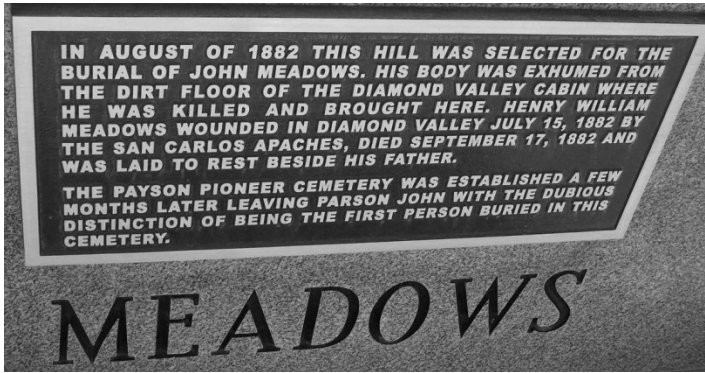 IN AUGUST OF 1882 THIS HILL WAS SELECTED FOR THE
BURIAL OF JOHN MEADOWS. HIS BODY WAS EXHUMED FROM
THE DIRT FLOOR OF THE DIAMOND VALLEY CABIN WHERE
HE WAS KILLED AND BROUGHT HERE. HENRY WILLIAM
MEADOWS WOUNDED IN DIAMOND VALLEY JULY 15, 1882 BY
THE SAN CARLOS APACHES, DIED SEPTEMBER 17, 1882 AND
WAS LAID TO REST BESIDE HIS FATHER.
THE PAYSON PIONEER CEMETERY WAS ESTABLISHED A FEW
MONTHS LATER LEAVING PARSON JOHN WITH THE DUBIOUS
DISTINCTION OF BEING THE FIRST PERSON BURIED IN THIS
CEMETERY.
MEADOWS